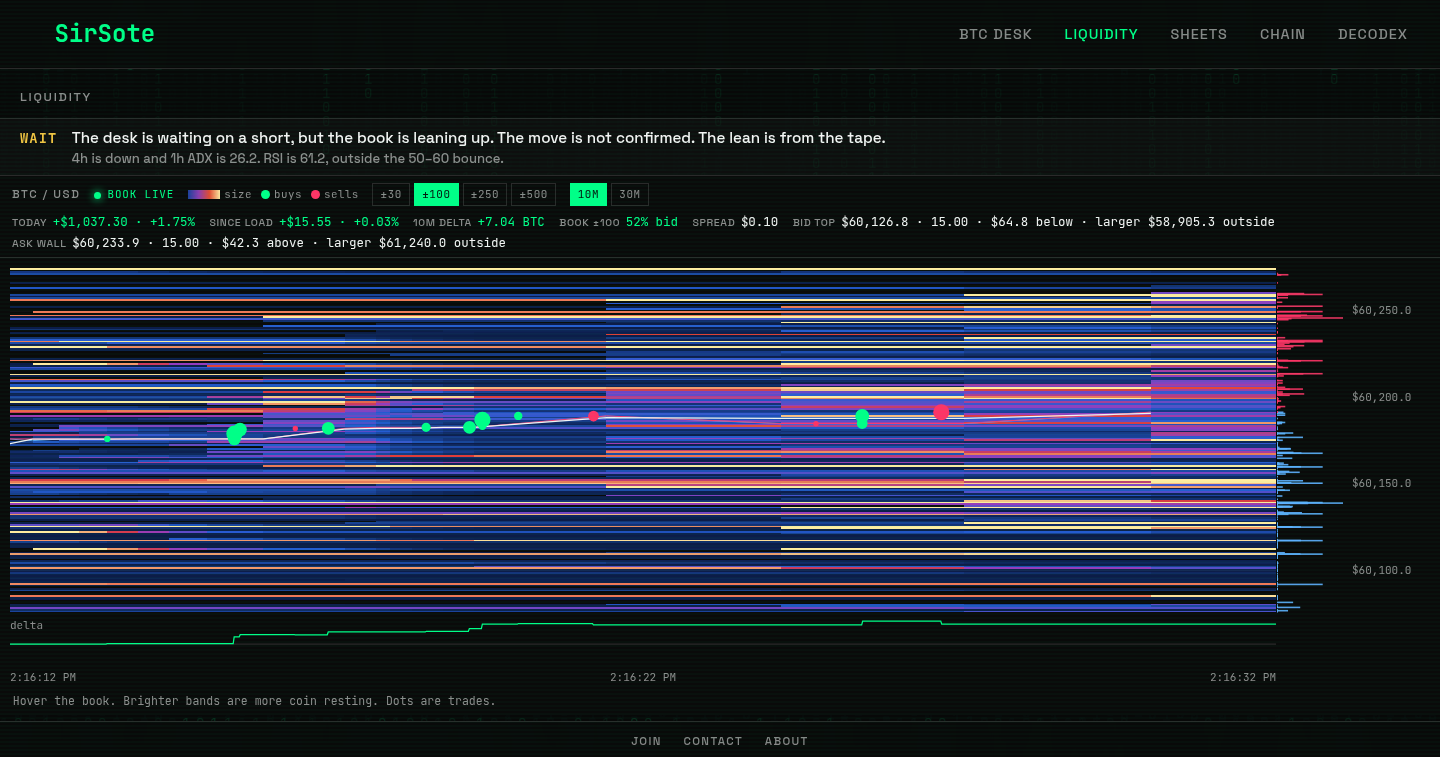 SirSote
BTC DESK LIQUIDITY SHEETS CHAIN DECODEX
LIQUIDITY
WAIT The desk is waiting on a short, but the book is leaning up. The move is not confirmed. The lean is from the tape.
4h is down and 1h ADX is 26.2. RSI is 61.2, outside the 50–60 bounce.
BTC / USD BOOK LIVE size buys sells ±30 ±100 ±250 ±500 10M 30M
TODAY +$1,037.30 · +1.75% SINCE LOAD +$15.55 · +0.03% 10M DELTA +7.04 BTC BOOK ±100 52% bid SPREAD $0.10 BID TOP $60,126.8 · 15.00 · $64.8 below · larger $58,905.3 outside
ASK WALL $60,233.9 · 15.00 · $42.3 above · larger $61,240.0 outside
$60,250.0
$60,200.0
$60,150.0
$60,100.0
delta
2:16:12 PM 2:16:22 PM 2:16:32 PM
Hover the book. Brighter bands are more coin resting. Dots are trades.
JOIN CONTACT ABOUT